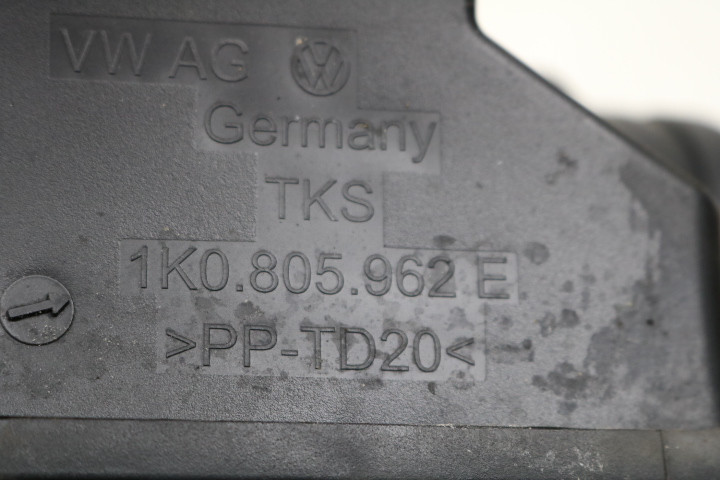 VW AG
Germany
TKS
1K0.805.962 E
>PP-TD20<